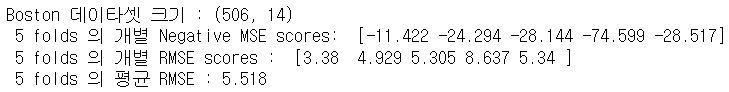 Boston 데이타셋 크기 : (506, 14)
 5 folds 의 개별 Negative MSE scores:  [-11.422 -24.294 -28.144 -74.599 -28.517]
 5 folds 의 개별 RMSE scores :  [3.38  4.929 5.305 8.637 5.34 ]
 5 folds 의 평균 RMSE : 5.518